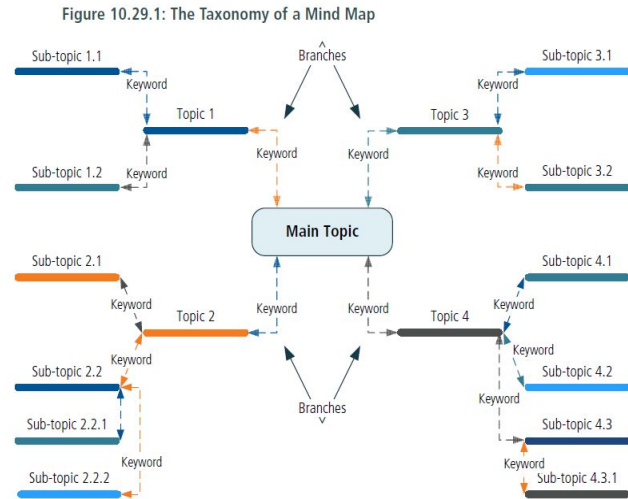 Figure 10.29.1: The Taxonomy of a Mind Map
Sub-topic 1.1
Branches
Sub-topic 3.1
Keyword
Keyword
Topic 1
Topic 3
Sub-topic 1.2
Keyword
Keyword
Keyword
Keyword
Sub-topic 3.2
Main Topic
Sub-topic 2.1
Sub-topic 4.1
Keyword
Topic 2
Keyword
Keyword
Topic 4
Keyword
Keyword
Keyword
Sub-topic 2.2
Sub-topic 4.2
Keyword
Branches
Sub-topic 2.2.1
Sub-topic 4.3
Keyword
Keyword
Sub-topic 2.2.2
Sub-topic 4.3.1